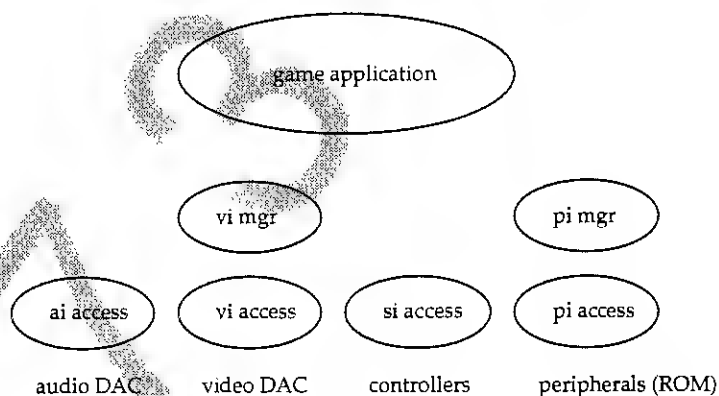 game application
vi mgr pi mgr
ai access vi access si access pi access
audio DAC video DAC controllers peripherals (ROM)